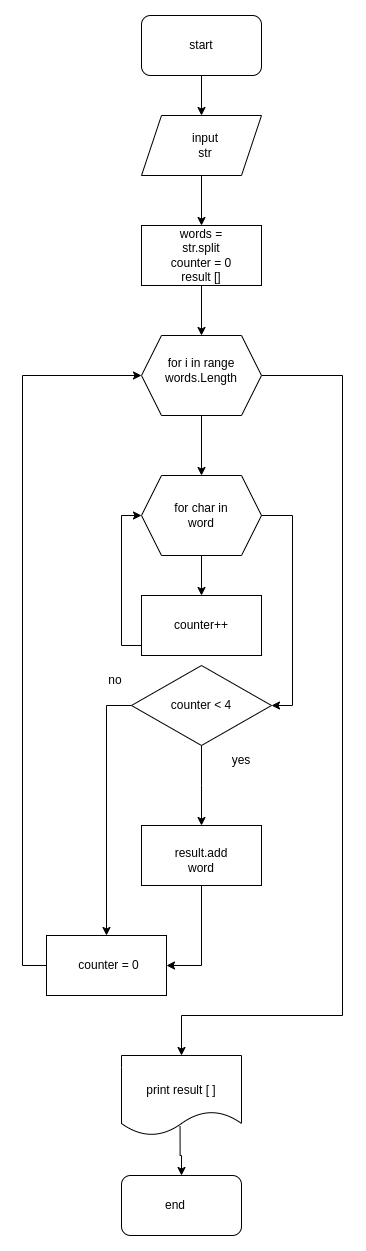 start
input
str
words =
str.split
counter = 0
result []
for i in range
words.Length
for char in
word
counter++
no
counter < 4
yes
result.add
word
counter = 0
print result [ ]
end